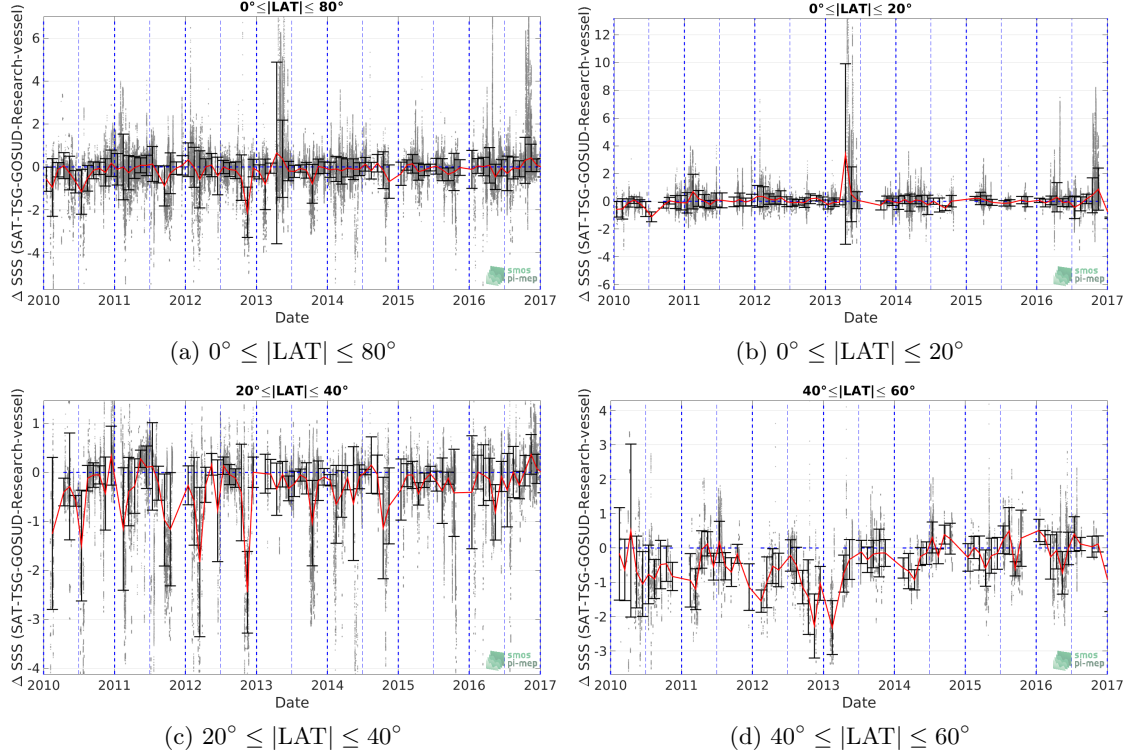 0°≤|LAT|≤ 80°
Δ SSS (SAT-TSG-GOSUD-Research-vessel)
6
4
2
0
-2
-4
2010 2011 2012 2013 2014 2015 2016 2017
Date
smos
pi-mep
(a) 0° ≤ |LAT| ≤ 80°
0°≤|LAT|≤ 20°
Δ SSS (SAT-TSG-GOSUD-Research-vessel)
12
10
8
6
4
2
0
-2
-4
-6
2010 2011 2012 2013 2014 2015 2016 2017
Date
smos
pi-mep
(b) 0° ≤ |LAT| ≤ 20°
20°≤|LAT|≤ 40°
Δ SSS (SAT-TSG-GOSUD-Research-vessel)
1
0
-1
-2
-3
-4
2010 2011 2012 2013 2014 2015 2016 2017
Date
smos
pi-mep
(c) 20° ≤ |LAT| ≤ 40°
40°≤|LAT|≤ 60°
Δ SSS (SAT-TSG-GOSUD-Research-vessel)
4
3
2
1
0
-1
-2
-3
2010 2011 2012 2013 2014 2015 2016 2017
Date
smos
pi-mep
(d) 40° ≤ |LAT| ≤ 60°